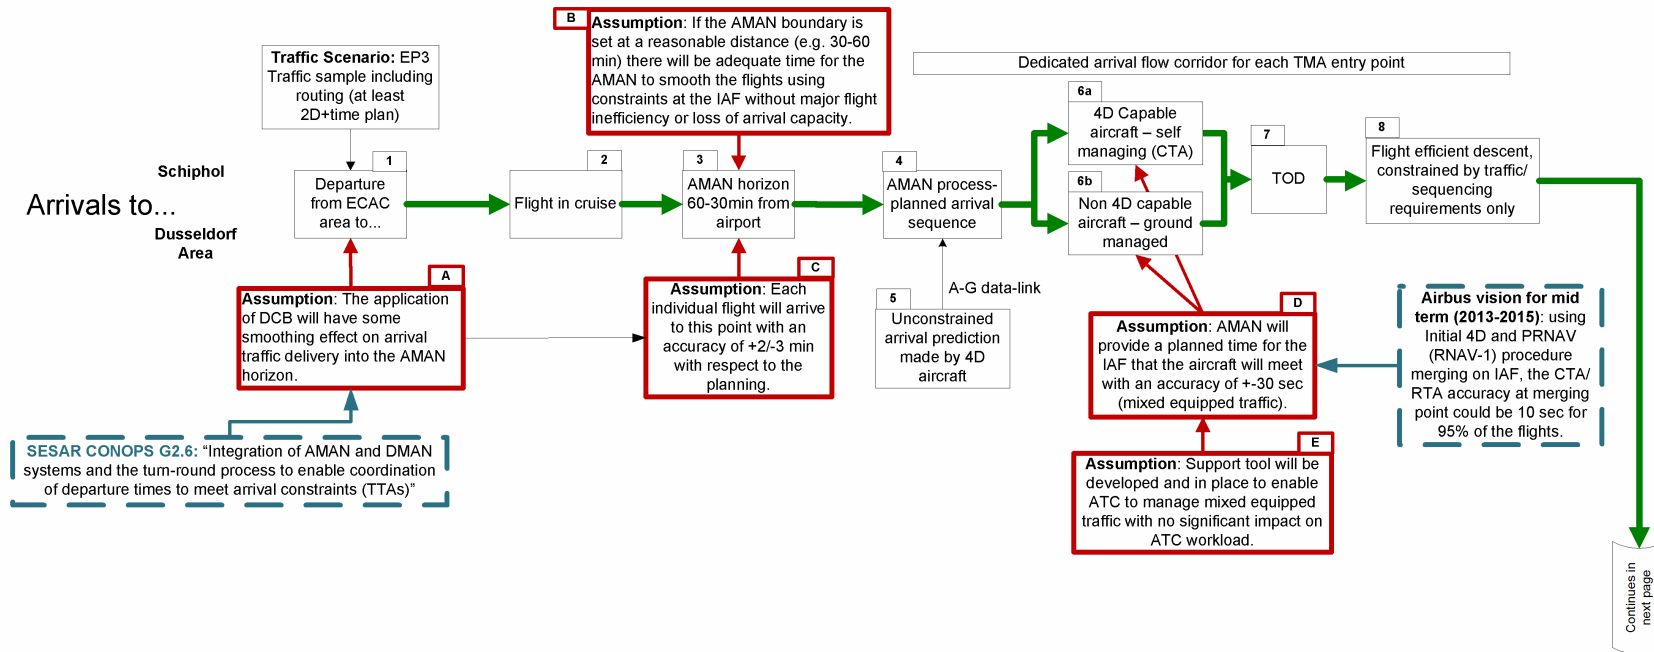 B
Assumption: If the AMAN boundary is
set at a reasonable distance (e.g. 30-60
min) there will be adequate time for the
AMAN to smooth the flights using
constraints at the IAF without major flight
inefficiency or loss of arrival capacity.
Traffic Scenario: EP3
Traffic sample including
routing (at least
2D+time plan)
Dedicated arrival flow corridor for each TMA entry point
Arrivals to...
Schiphol
Dusseldorf
Area
1
Departure
from ECAC
area to...
2
Flight in cruise
3
AMAN horizon
60-30min from
airport
4
AMAN process-
planned arrival
sequence
6a
4D Capable
aircraft – self
managing (CTA)
6b
Non 4D capable
aircraft – ground
managed
7
TOD
8
Flight efficient descent,
constrained by traffic/
sequencing
requirements only
A
Assumption: The application
of DCB will have some
smoothing effect on arrival
traffic delivery into the AMAN
horizon.
C
Assumption: Each
individual flight will arrive
to this point with an
accuracy of +2/-3 min
with respect to the
planning.
A-G data-link
5
Unconstrained
arrival prediction
made by 4D
aircraft
D
Assumption: AMAN will
provide a planned time for the
IAF that the aircraft will meet
with an accuracy of +-30 sec
(mixed equipped traffic).
Airbus vision for mid
term (2013-2015): using
Initial 4D and PRNAV
(RNAV-1) procedure
merging on IAF, the CTA/
RTA accuracy at merging
point could be 10 sec for
95% of the flights.
SESAR CONOPS G2.6: “Integration of AMAN and DMAN
systems and the turn-round process to enable coordination
of departure times to meet arrival constraints (TTAs)”
E
Assumption: Support tool will be
developed and in place to enable
ATC to manage mixed equipped
traffic with no significant impact on
ATC workload.
Continues in
next page